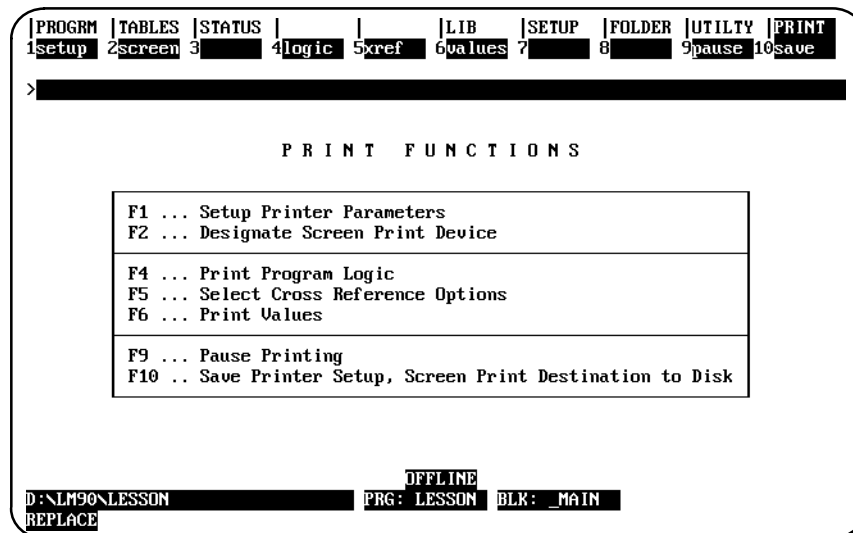 |PROGRM |TABLES |STATUS | | |LIB |SETUP |FOLDER |UTILTY |PRINT
1setup 2screen 3 4logic 5xref 6values 7 8 9pause 10save
>
P R I N T F U N C T I O N S
F1 ... Setup Printer Parameters
F2 ... Designate Screen Print Device
F4 ... Print Program Logic
F5 ... Select Cross Reference Options
F6 ... Print Values
F9 ... Pause Printing
F10 .. Save Printer Setup, Screen Print Destination to Disk
OFFLINE
D:\LM90\LESSON PRG: LESSON BLK: _MAIN
REPLACE